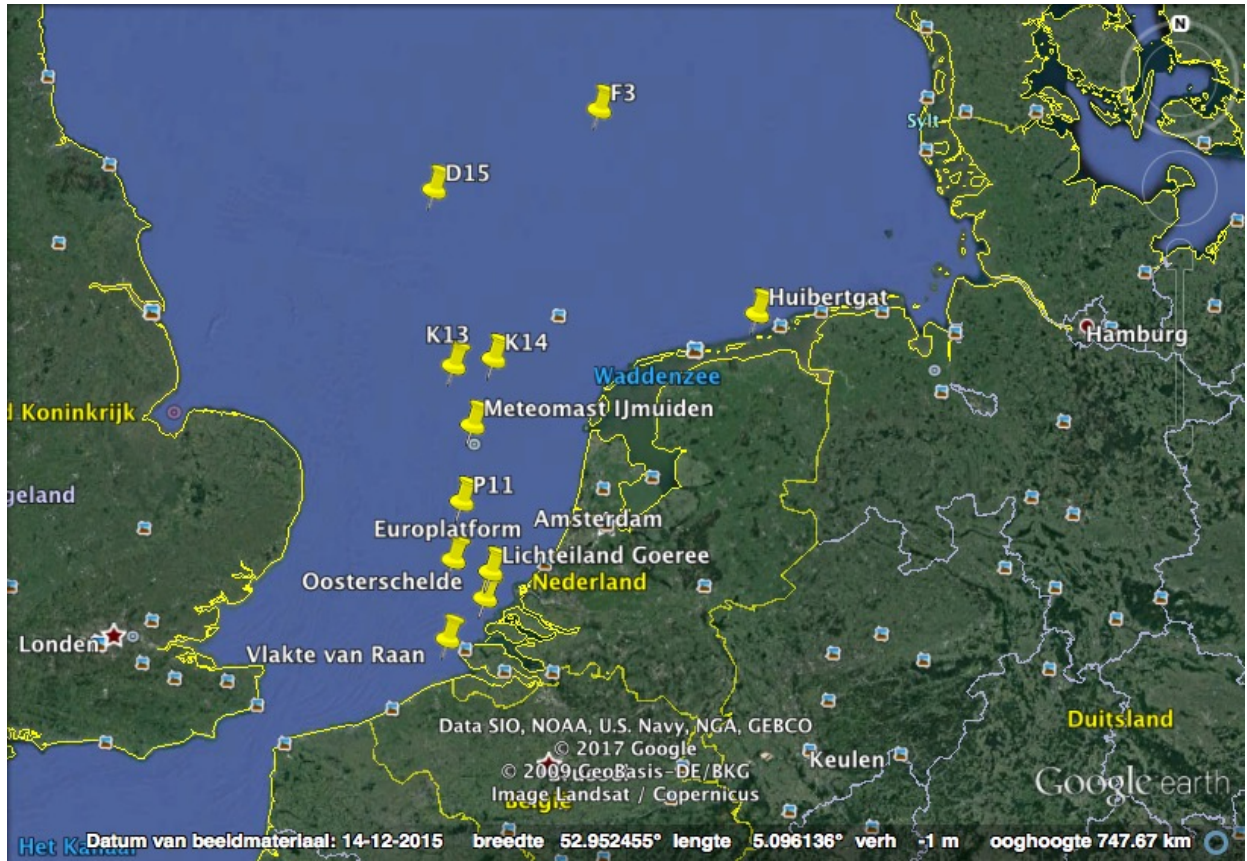 N
F3
Sylt
D15
Huibertgat
K13
K14
Hamburg
Waddenzee
d Koninkrijk
Meteomast IJmuiden
P11
geland
Europlatform
Amsterdam
Lichteiland Goeree
Oosterschelde
Nederland
Londen
Vlakte van Raan
Data SIO, NOAA, U.S. Navy, NGA, GEBCO
Duitsland
© 2017 Google
Keulen
© 2009 GeoBasis-DE/BKG
Image Landsat / Copernicus
Google earth
België
Het Kanaal
Datum van beeldmateriaal: 14-12-2015 breedte 52.952455° lengte 5.096136° verh -1 m ooghoogte 747.67 km